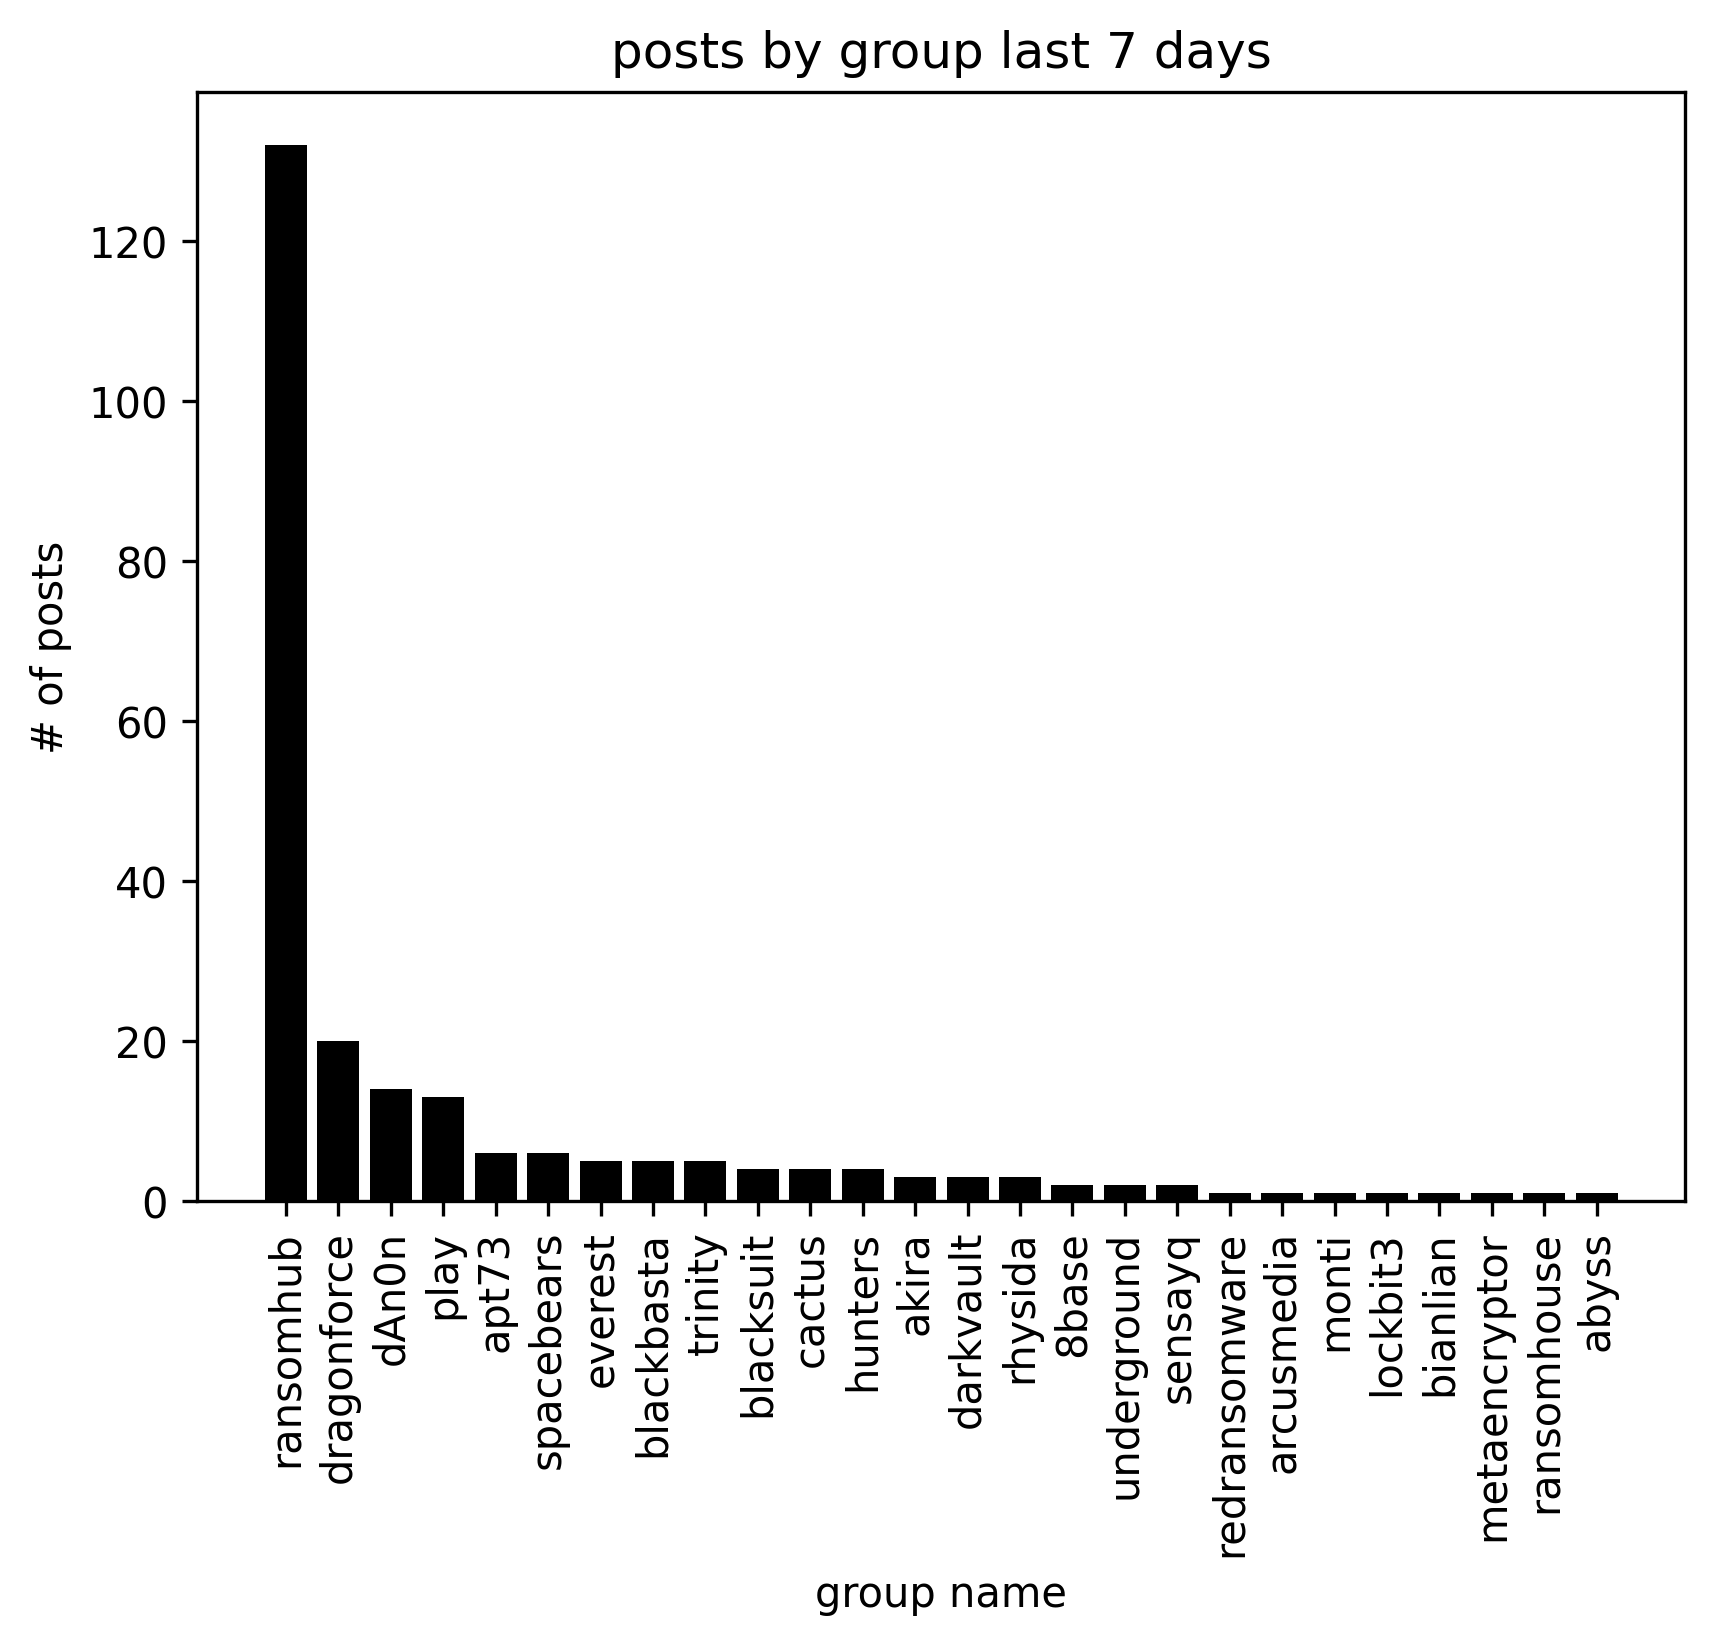 posts by group last 7 days
# of posts
120
100
80
60
40
20
0
ransomhub
dragonforce
dAn0n
play
apt73
spacebears
everest
blackbasta
trinity
blacksuit
cactus
hunters
akira
darkvault
rhysida
8base
underground
sensayq
redransomware
arcusmedia
monti
lockbit3
bianlian
metaencryptor
ransomhouse
abyss
group name